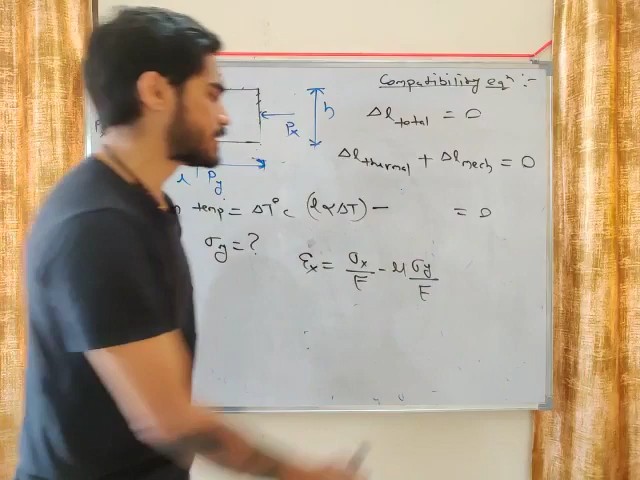 Compatibility eqⁿ :-
Δl total = 0
h
Px
Δl thermal + Δl mech = 0
l Py
temp = ΔT°C (lαΔT) - = 0
σy = ?
εx = σx/E - μ σy/E